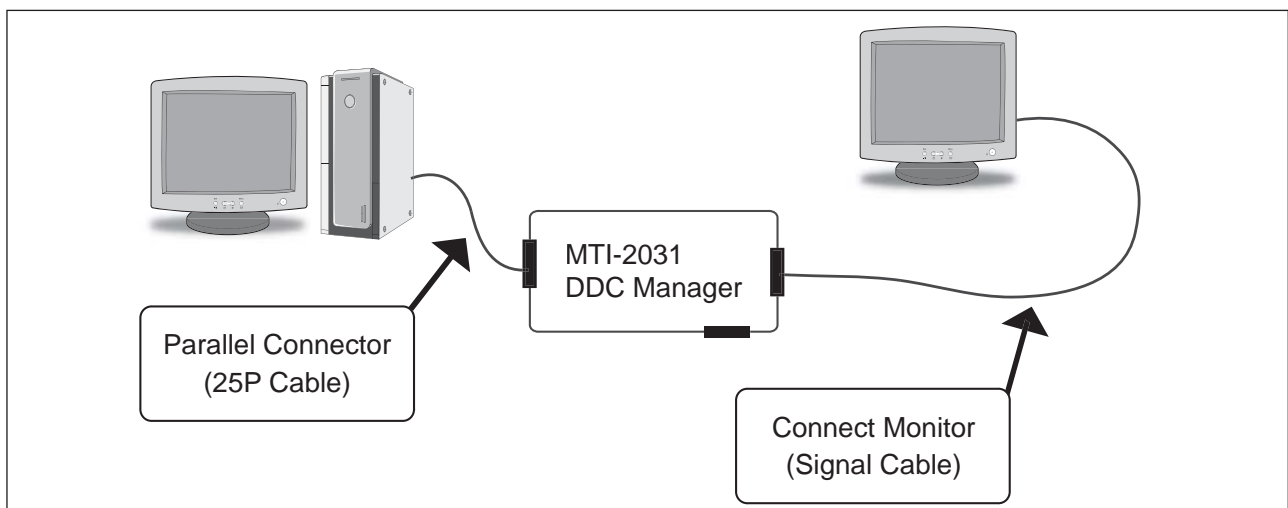 MTI-2031
DDC Manager
Parallel Connector
(25P Cable)
Connect Monitor
(Signal Cable)